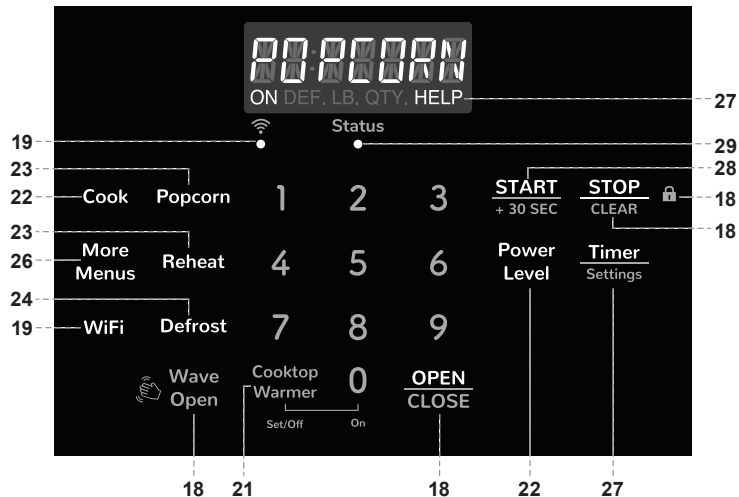 POPCORN
ON DEF. LB. QTY. HELP
27
Status
19
29
23
28
22
Cook
Popcorn
1
2
3
START
+ 30 SEC
STOP
CLEAR
18
23
18
26
More
Menus
Reheat
4
5
6
Power
Level
Timer
Settings
24
19
WiFi
Defrost
7
8
9
Wave
Open
Cooktop
Warmer
0
OPEN
CLOSE
Set/Off
On
18
21
18
22
27